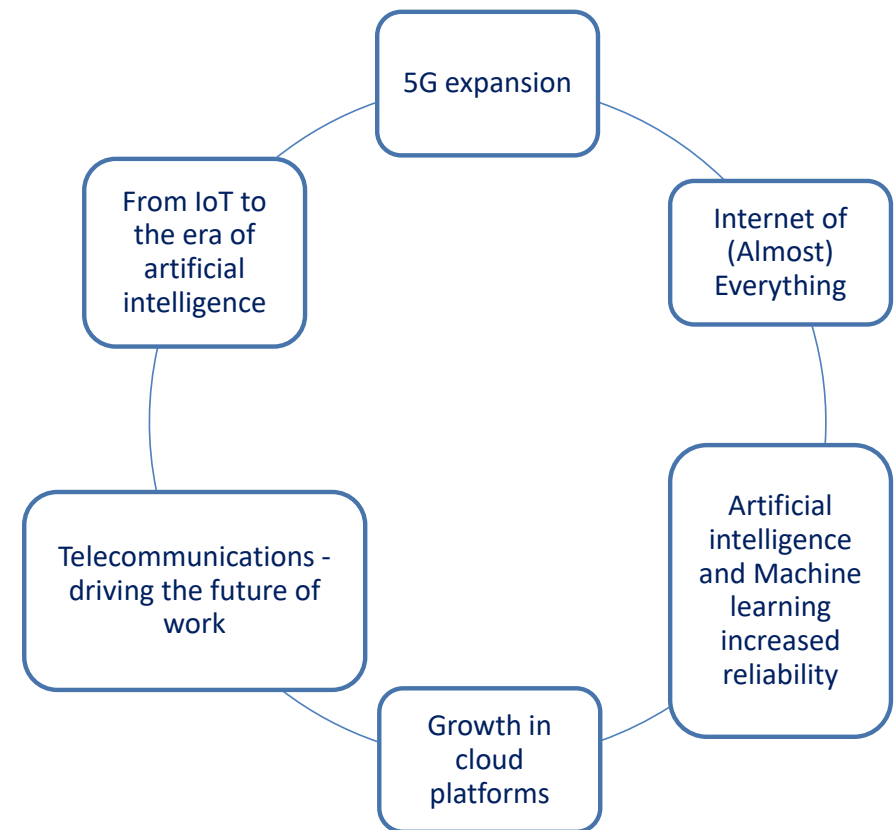 5G expansion
Internet of
(Almost)
Everything
Artificial
intelligence
and Machine
learning
increased
reliability
Growth in
cloud
platforms
Telecommunications -
driving the future of
work
From IoT to
the era of
artificial
intelligence